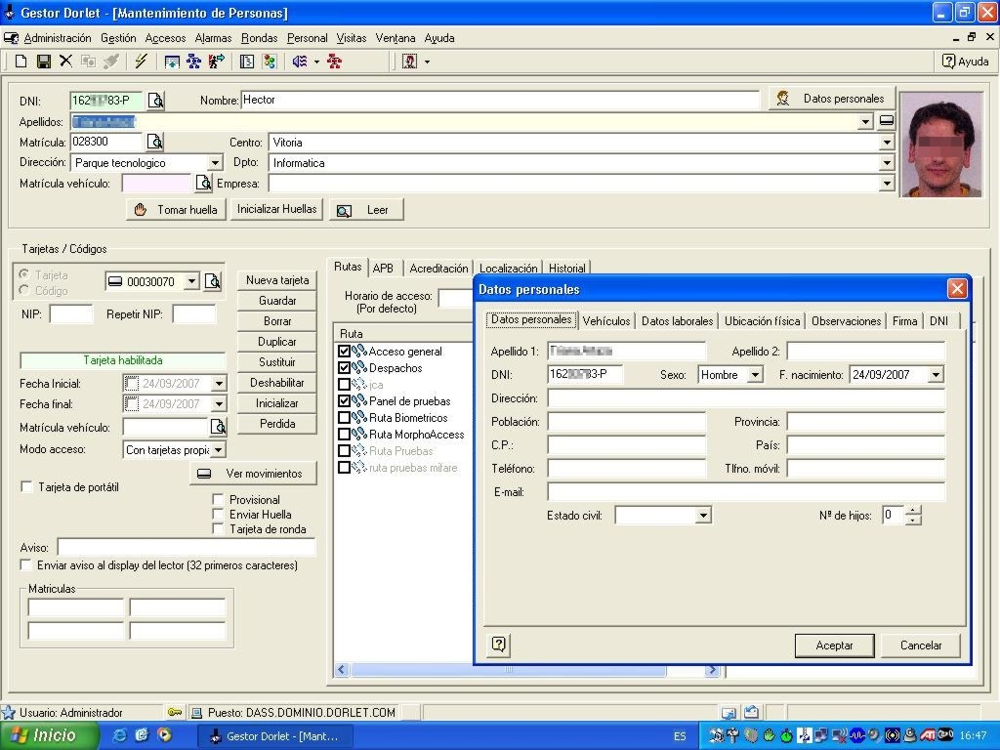 Gestor Dorlet - [Mantenimiento de Personas]
Administración Gestión Accesos Alarmas Rondas Personal Visitas Ventana Ayuda
Ayuda
DNI: 83-P Nombre: Hector Datos personales
Apellidos:
Matrícula: 028300 Centro: Vitoria
Dirección: Parque tecnologico Dpto: Informatica
Matrícula vehículo: Empresa:
Tomar huella Inicializar Huellas Leer
Tarjetas / Códigos
Tarjeta
Código
00030070
NIP: Repetir NIP:
Tarjeta habilitada
Fecha Inicial: 24/09/2007
Fecha final: 24/09/2007
Matrícula vehículo:
Modo acceso: Con tarjetas propia
Ver movimientos
Tarjeta de portátil
Provisional
Enviar Huella
Tarjeta de ronda
Aviso:
Enviar aviso al display del lector (32 primeros caracteres)
Matriculas
Nueva tarjeta
Guardar
Borrar
Duplicar
Sustituir
Deshabilitar
Inicializar
Perdida
Rutas APB Acreditación Localización Historial
Horario de acceso:
(Por defecto)
Ruta
Acceso general
Despachos
jca
Panel de pruebas
Ruta Biometricos
Ruta MorphoAccess
Ruta Pruebas
ruta pruebas mifare
Datos personales
Datos personales Vehículos Datos laborales Ubicación física Observaciones Firma DNI
Apellido 1: Apellido 2:
DNI: 83-P Sexo: Hombre F. nacimiento: 24/09/2007
Dirección:
Población: Provincia:
C.P.: País:
Teléfono: Tlfno. móvil:
E-mail:
Estado civil: Nº de hijos: 0
Aceptar Cancelar
Usuario: Administrador Puesto: DASS.DOMINIO.DORLET.COM
Inicio Gestor Dorlet - [Mant... ES 16:47